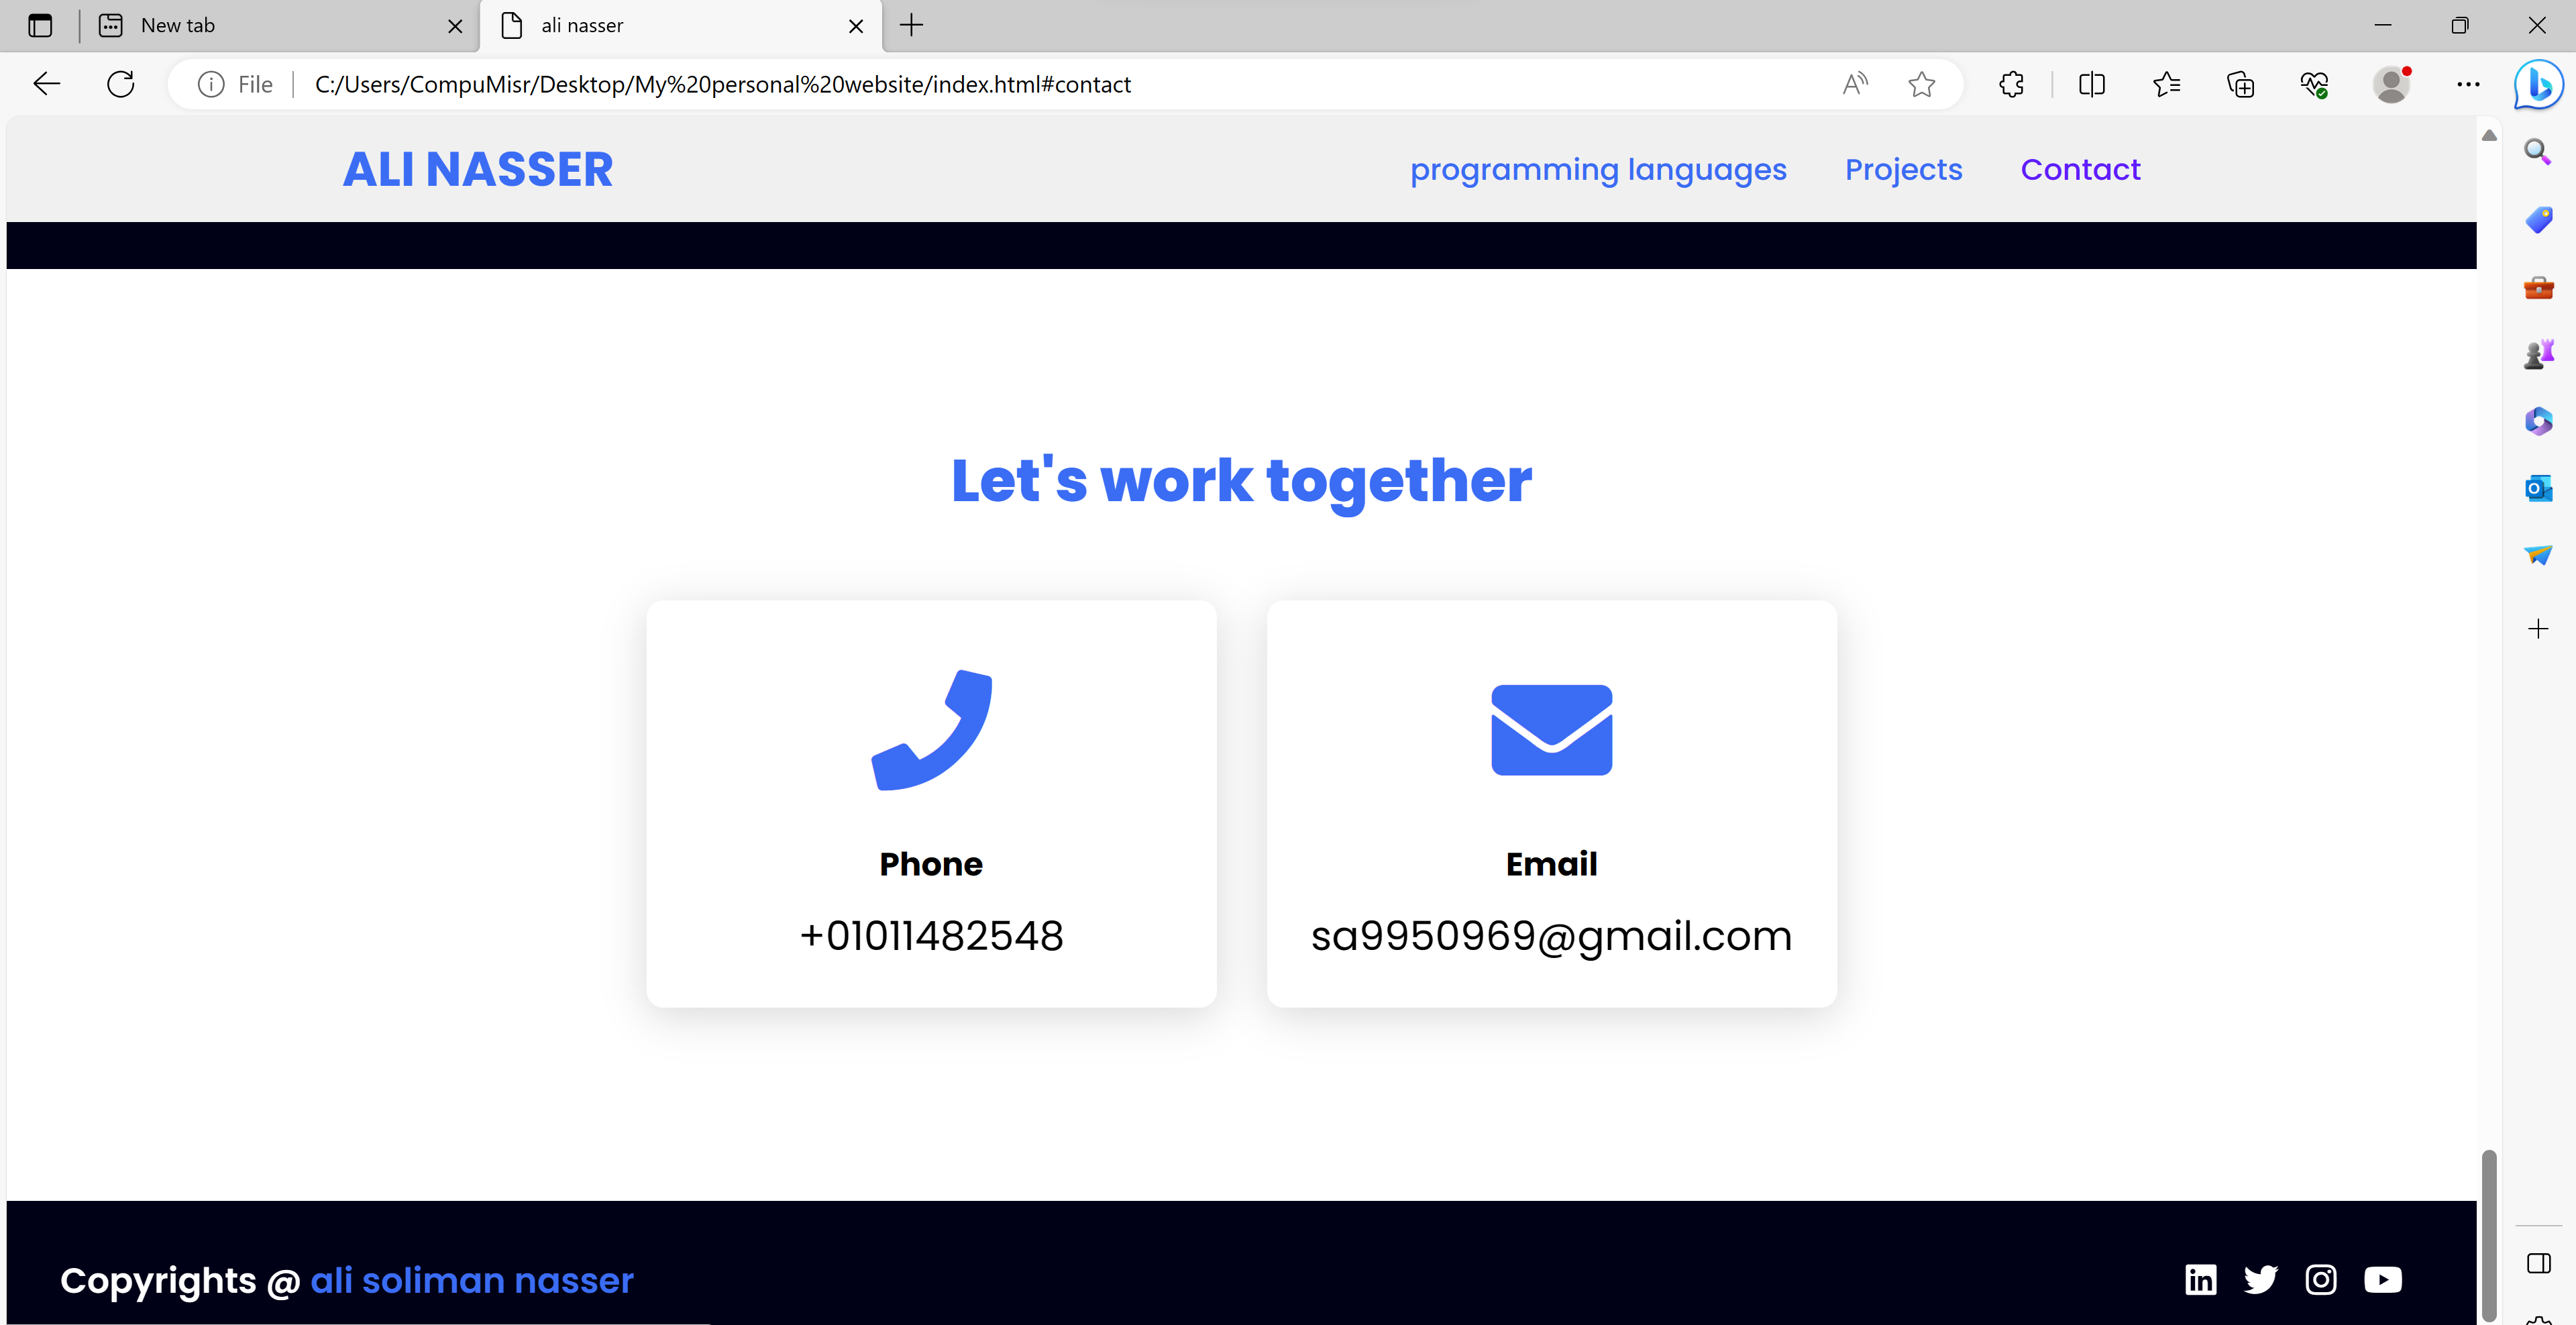 New tab
ali nasser
File
C:/Users/CompuMisr/Desktop/My%20personal%20website/index.html#contact
ALI NASSER
programming languages Projects Contact
Let's work together
Phone
+01011482548
Email
sa9950969@gmail.com
Copyrights @ ali soliman nasser